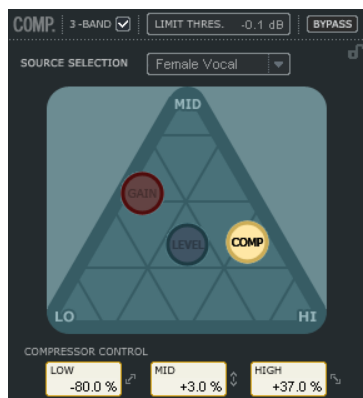 COMP. 3-BAND LIMIT THRES. -0.1 dB BYPASS
SOURCE SELECTION Female Vocal
MID
GAIN
LEVEL COMP
LO HI
COMPRESSOR CONTROL
LOW MID HIGH
-80.0 % +3.0 % +37.0 %